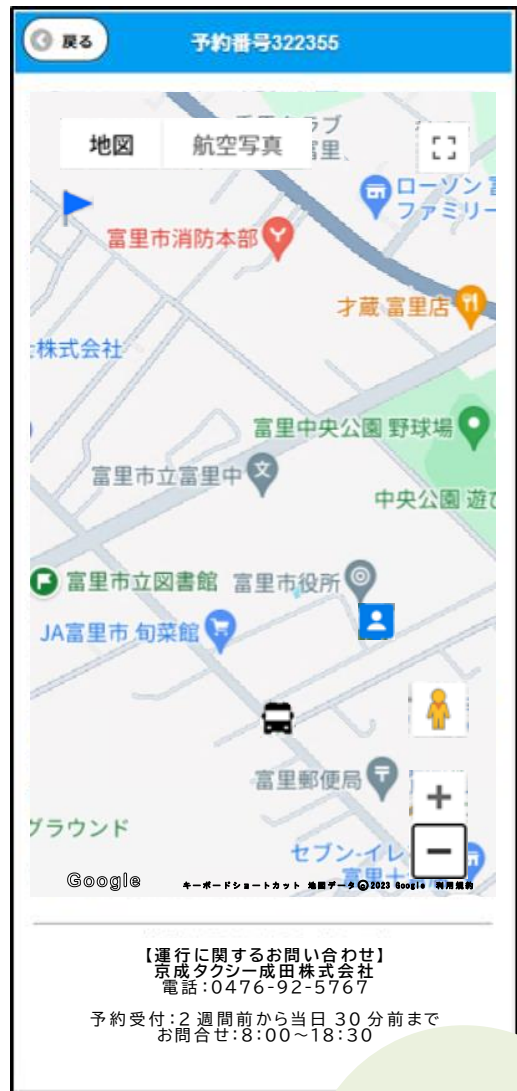 戻る
予約番号322355
地図
航空写真
ローソン
ファミリー
富里市消防本部
才蔵 富里店
株式会社
富里中央公園 野球場
富里市立富里中
中央公園 遊び
富里市立図書館
富里市役所
JA富里市 旬菜館
富里郵便局
グラウンド
セブン-イレ
Google
キーボードショートカット 地図データ©2023 Google 利用規約
【運行に関するお問い合わせ】
京成タクシー成田株式会社
電話:0476-92-5767
予約受付:2 週間前から当日 30 分前まで
お問合せ:8:00~18:30